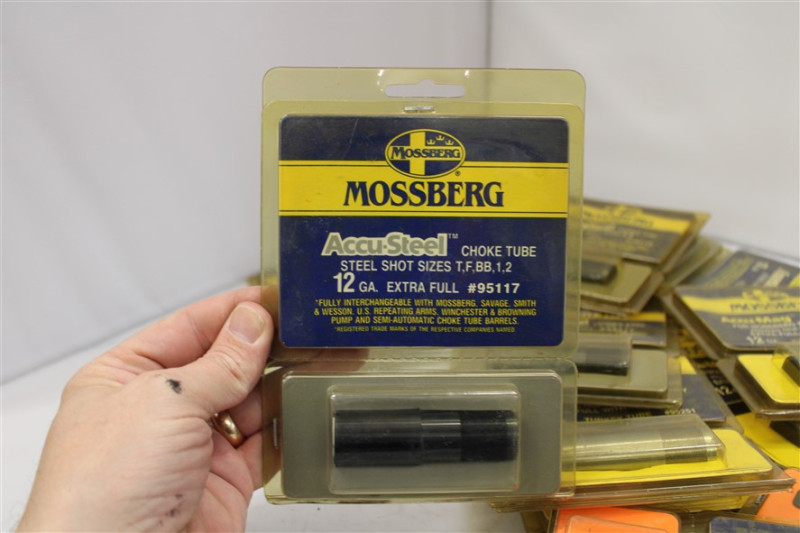 MOSSBERG
®
MOSSBERG
Accu-Steel™ CHOKE TUBE
STEEL SHOT SIZES T,F,BB,1,2
12 GA. EXTRA FULL #95117
*FULLY INTERCHANGEABLE WITH MOSSBERG, SAVAGE, SMITH
& WESSON, U.S. REPEATING ARMS, WINCHESTER & BROWNING
PUMP AND SEMI-AUTOMATIC CHOKE TUBE BARRELS.
*REGISTERED TRADE MARKS OF THE RESPECTIVE COMPANIES NAMED